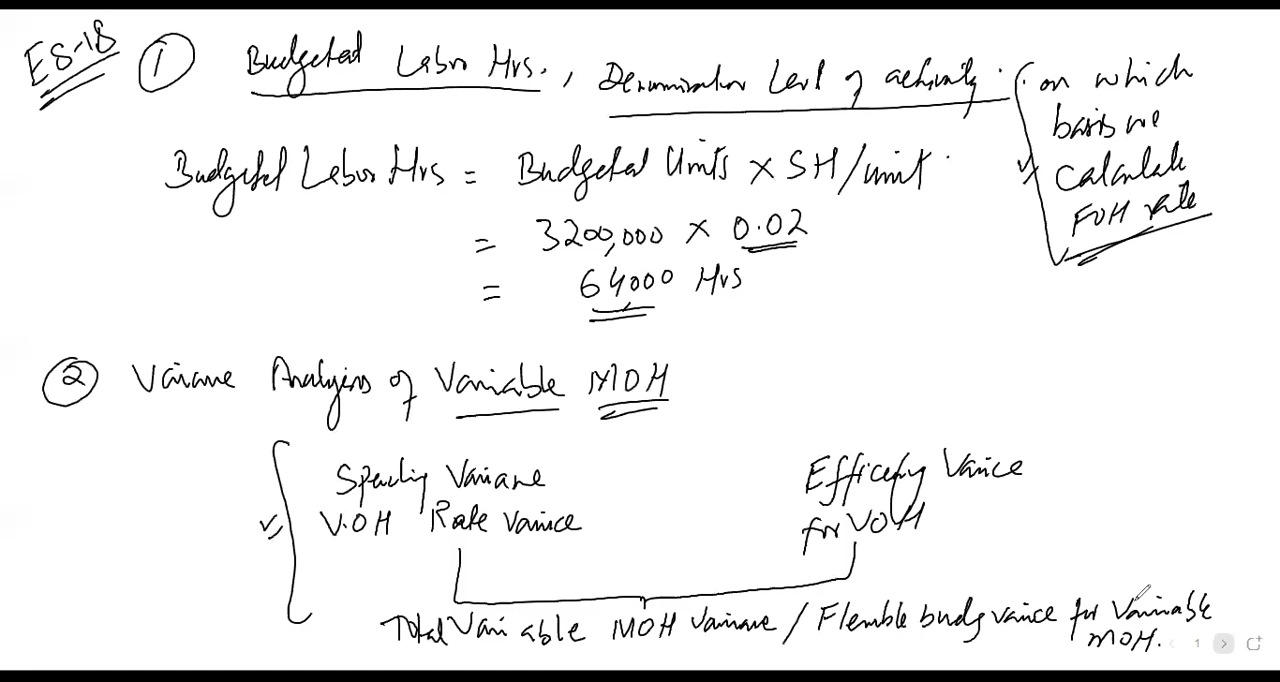 E8-18 ① Budgeted Labor Hrs., Denominator Level of activity. (on which
basis we
calculate
FOH rate
Budgeted Labor Hrs = Budgeted Units × SH/unit.
= 3200,000 × 0.02
= 64000 Hrs
② Variance Analysis of Variable MOH
Spending Variance
V.OH Rate Variance
Efficiency Variance
for VOH
Total Variable MOH Variance / Flexible budg variance for Variable
MOH.
1